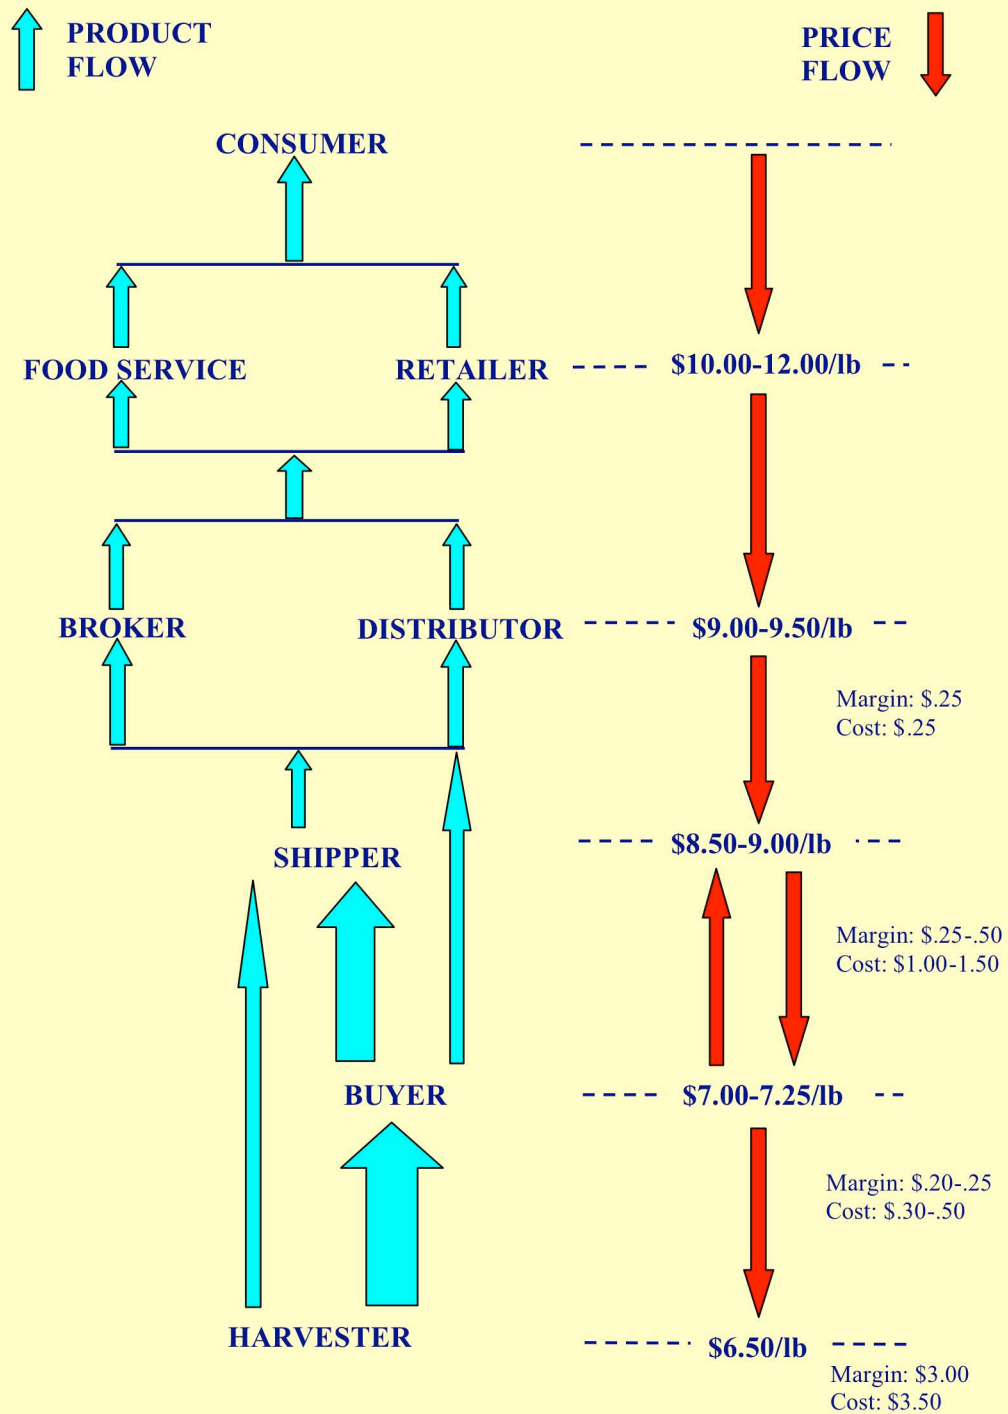 PRODUCT
FLOW
PRICE
FLOW
CONSUMER
FOOD SERVICE
RETAILER
$10.00-12.00/lb
BROKER
DISTRIBUTOR
$9.00-9.50/lb
Margin: $.25
Cost: $.25
SHIPPER
$8.50-9.00/lb
Margin: $.25-.50
Cost: $1.00-1.50
BUYER
$7.00-7.25/lb
Margin: $.20-.25
Cost: $.30-.50
HARVESTER
$6.50/lb
Margin: $3.00
Cost: $3.50